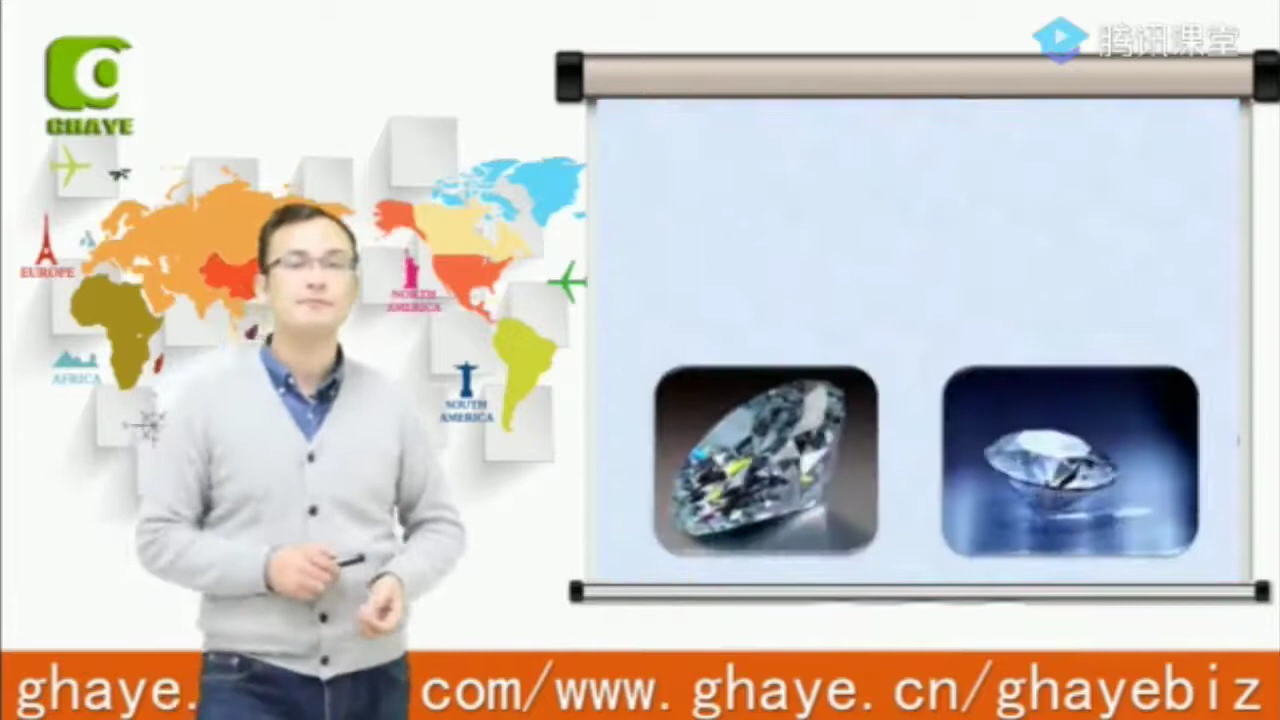 腾讯课堂
GHAYE
EUROPE
NORTH
AMERICA
AFRICA
SOUTH
AMERICA
ghaye. com/www. ghaye. cn/ghayebiz